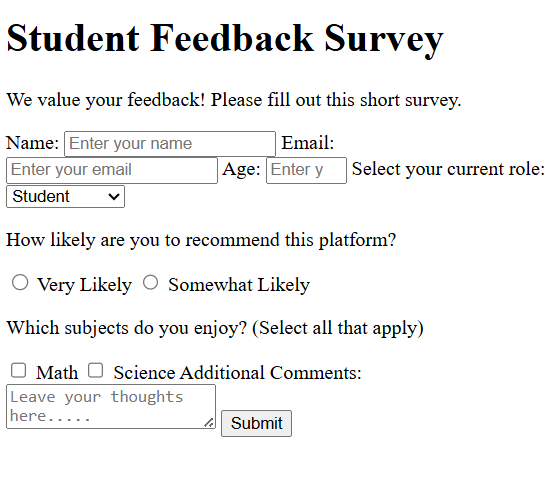 Student Feedback Survey
We value your feedback! Please fill out this short survey.
Name: Enter your name Email:
Enter your email Age: Enter y Select your current role:
Student
How likely are you to recommend this platform?
Very Likely Somewhat Likely
Which subjects do you enjoy? (Select all that apply)
Math Science Additional Comments:
Leave your thoughts
here..... Submit